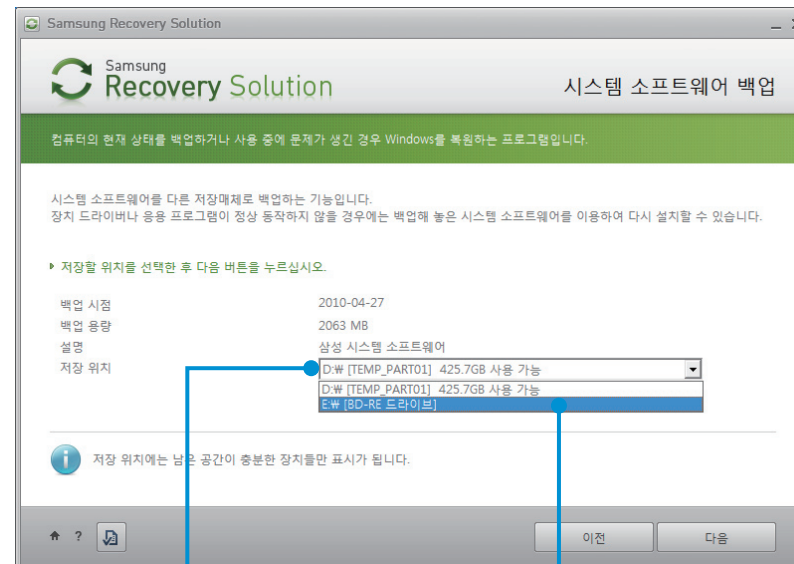 Samsung Recovery Solution
Samsung
Recovery Solution
시스템 소프트웨어 백업
컴퓨터의 현재 상태를 백업하거나 사용 중에 문제가 생긴 경우 Windows를 복원하는 프로그램입니다.
시스템 소프트웨어를 다른 저장매체로 백업하는 기능입니다.
장치 드라이버나 응용 프로그램이 정상 동작하지 않을 경우에는 백업해 놓은 시스템 소프트웨어를 이용하여 다시 설치할 수 있습니다.
저장할 위치를 선택한 후 다음 버튼을 누르십시오.
백업 시점 2010-04-27
백업 용량 2063 MB
설명 삼성 시스템 소프트웨어
저장 위치 D:₩ [TEMP_PART01] 425.7GB 사용 가능
D:₩ [TEMP_PART01] 425.7GB 사용 가능
E:₩ [BD-RE 드라이브]
저장 위치에는 남은 공간이 충분한 장치들만 표시가 됩니다.
이전 다음